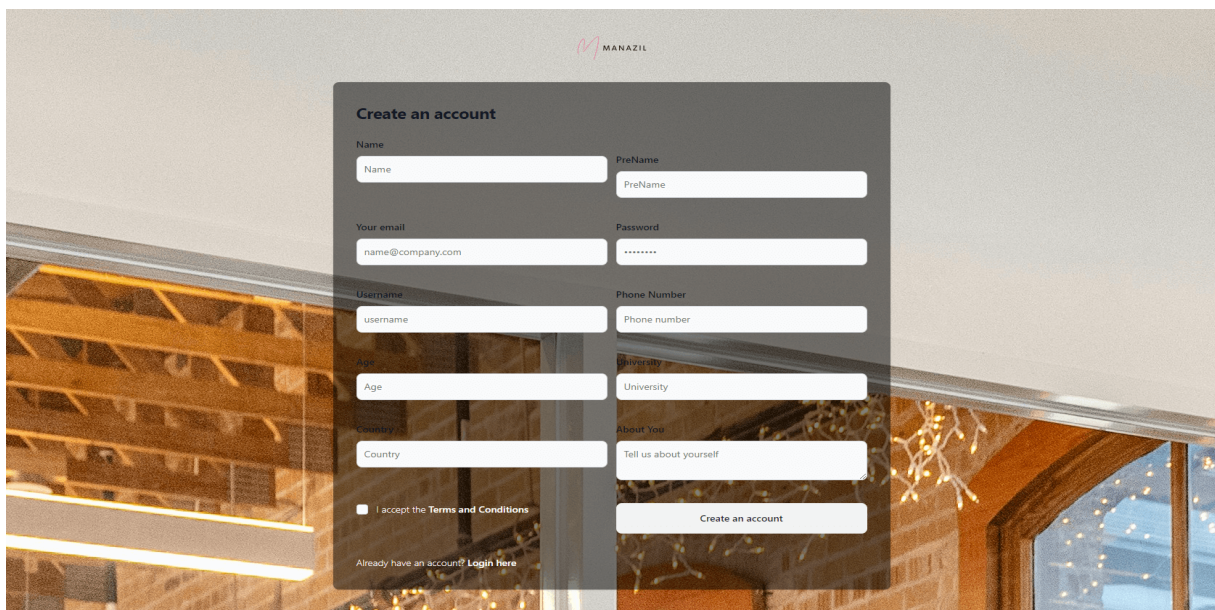 MANAZIL
Create an account
Name
Name
PreName
PreName
Your email
name@company.com
Password
••••••••
Username
username
Phone Number
Phone number
Age
Age
University
University
Country
Country
About You
Tell us about yourself
I accept the Terms and Conditions
Create an account
Already have an account? Login here